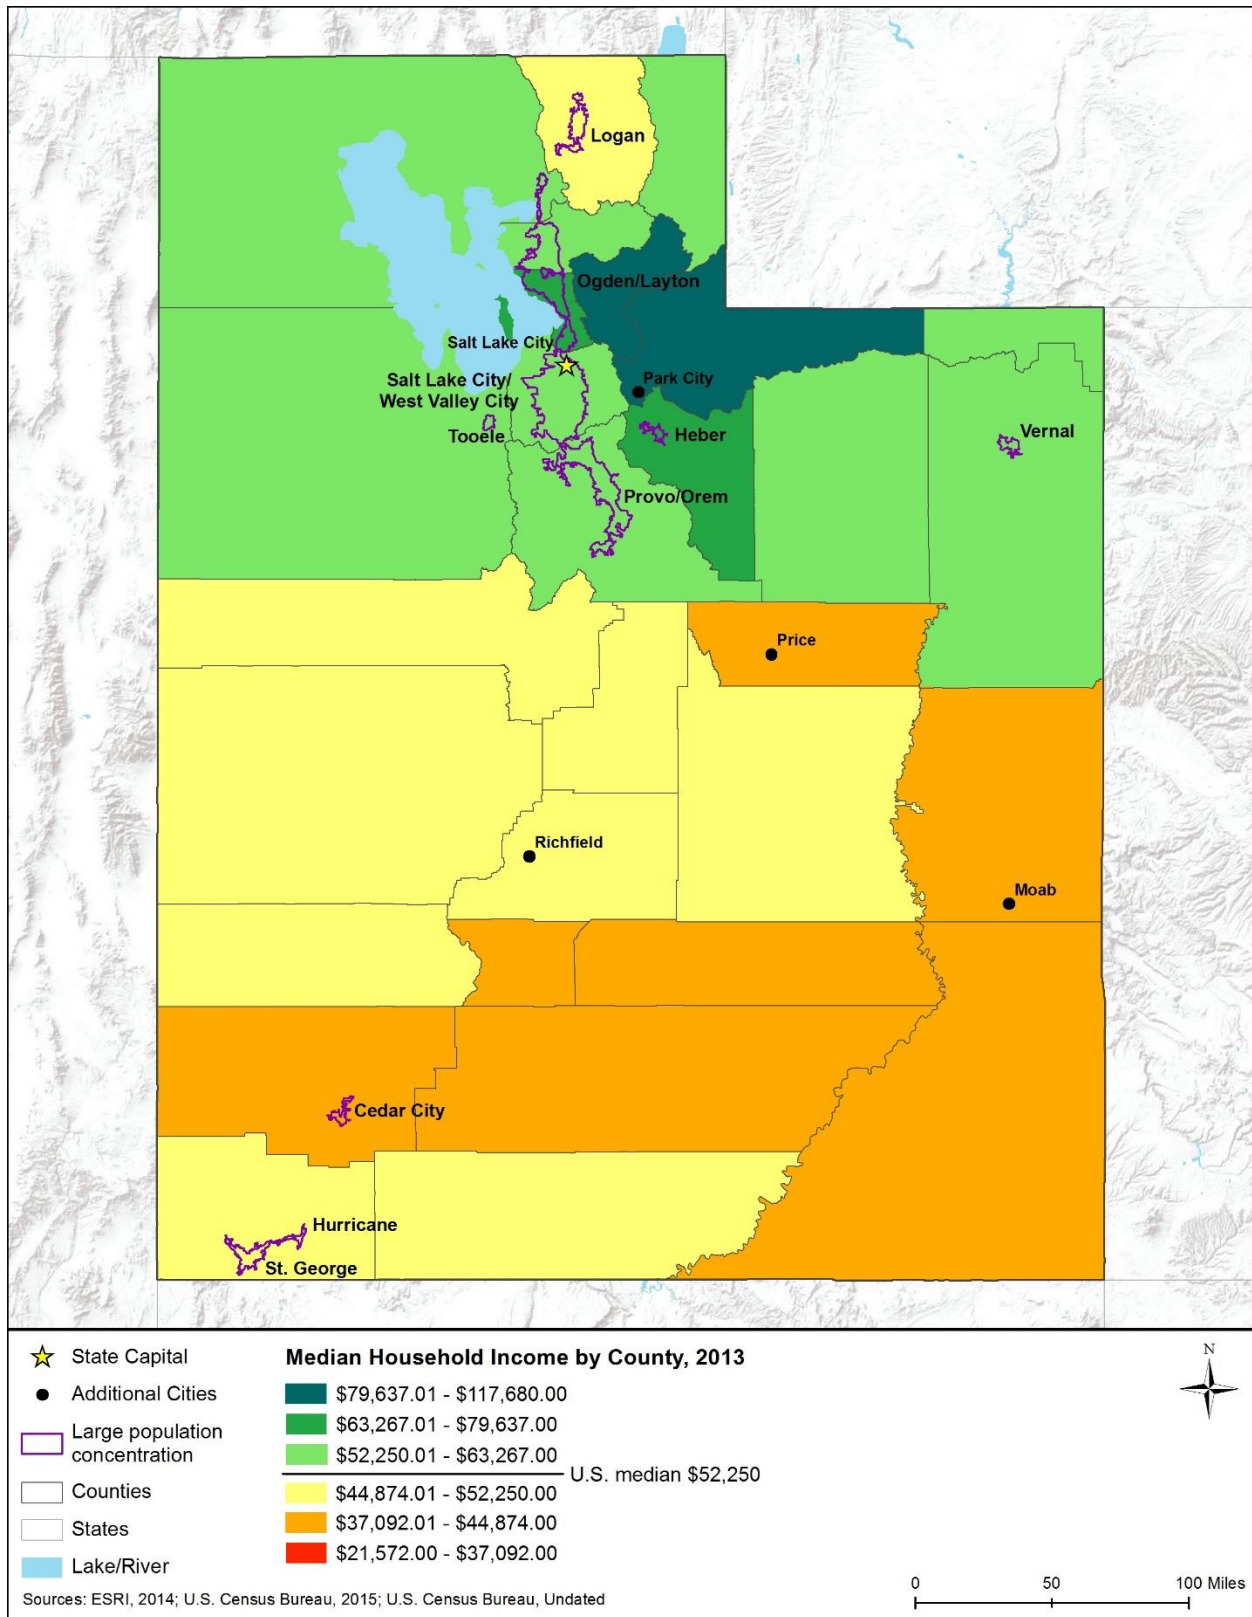 Logan
Ogden/Layton
Salt Lake City
Salt Lake City/
West Valley City
Park City
Tooele
Heber
Vernal
Provo/Orem
Price
Richfield
Moab
Cedar City
Hurricane
St. George
State Capital
Additional Cities
Large population
concentration
Counties
States
Lake/River
Median Household Income by County, 2013
$79,637.01 - $117,680.00
$63,267.01 - $79,637.00
$52,250.01 - $63,267.00
U.S. median $52,250
$44,874.01 - $52,250.00
$37,092.01 - $44,874.00
$21,572.00 - $37,092.00
N
0 50 100 Miles
Sources: ESRI, 2014; U.S. Census Bureau, 2015; U.S. Census Bureau, Undated